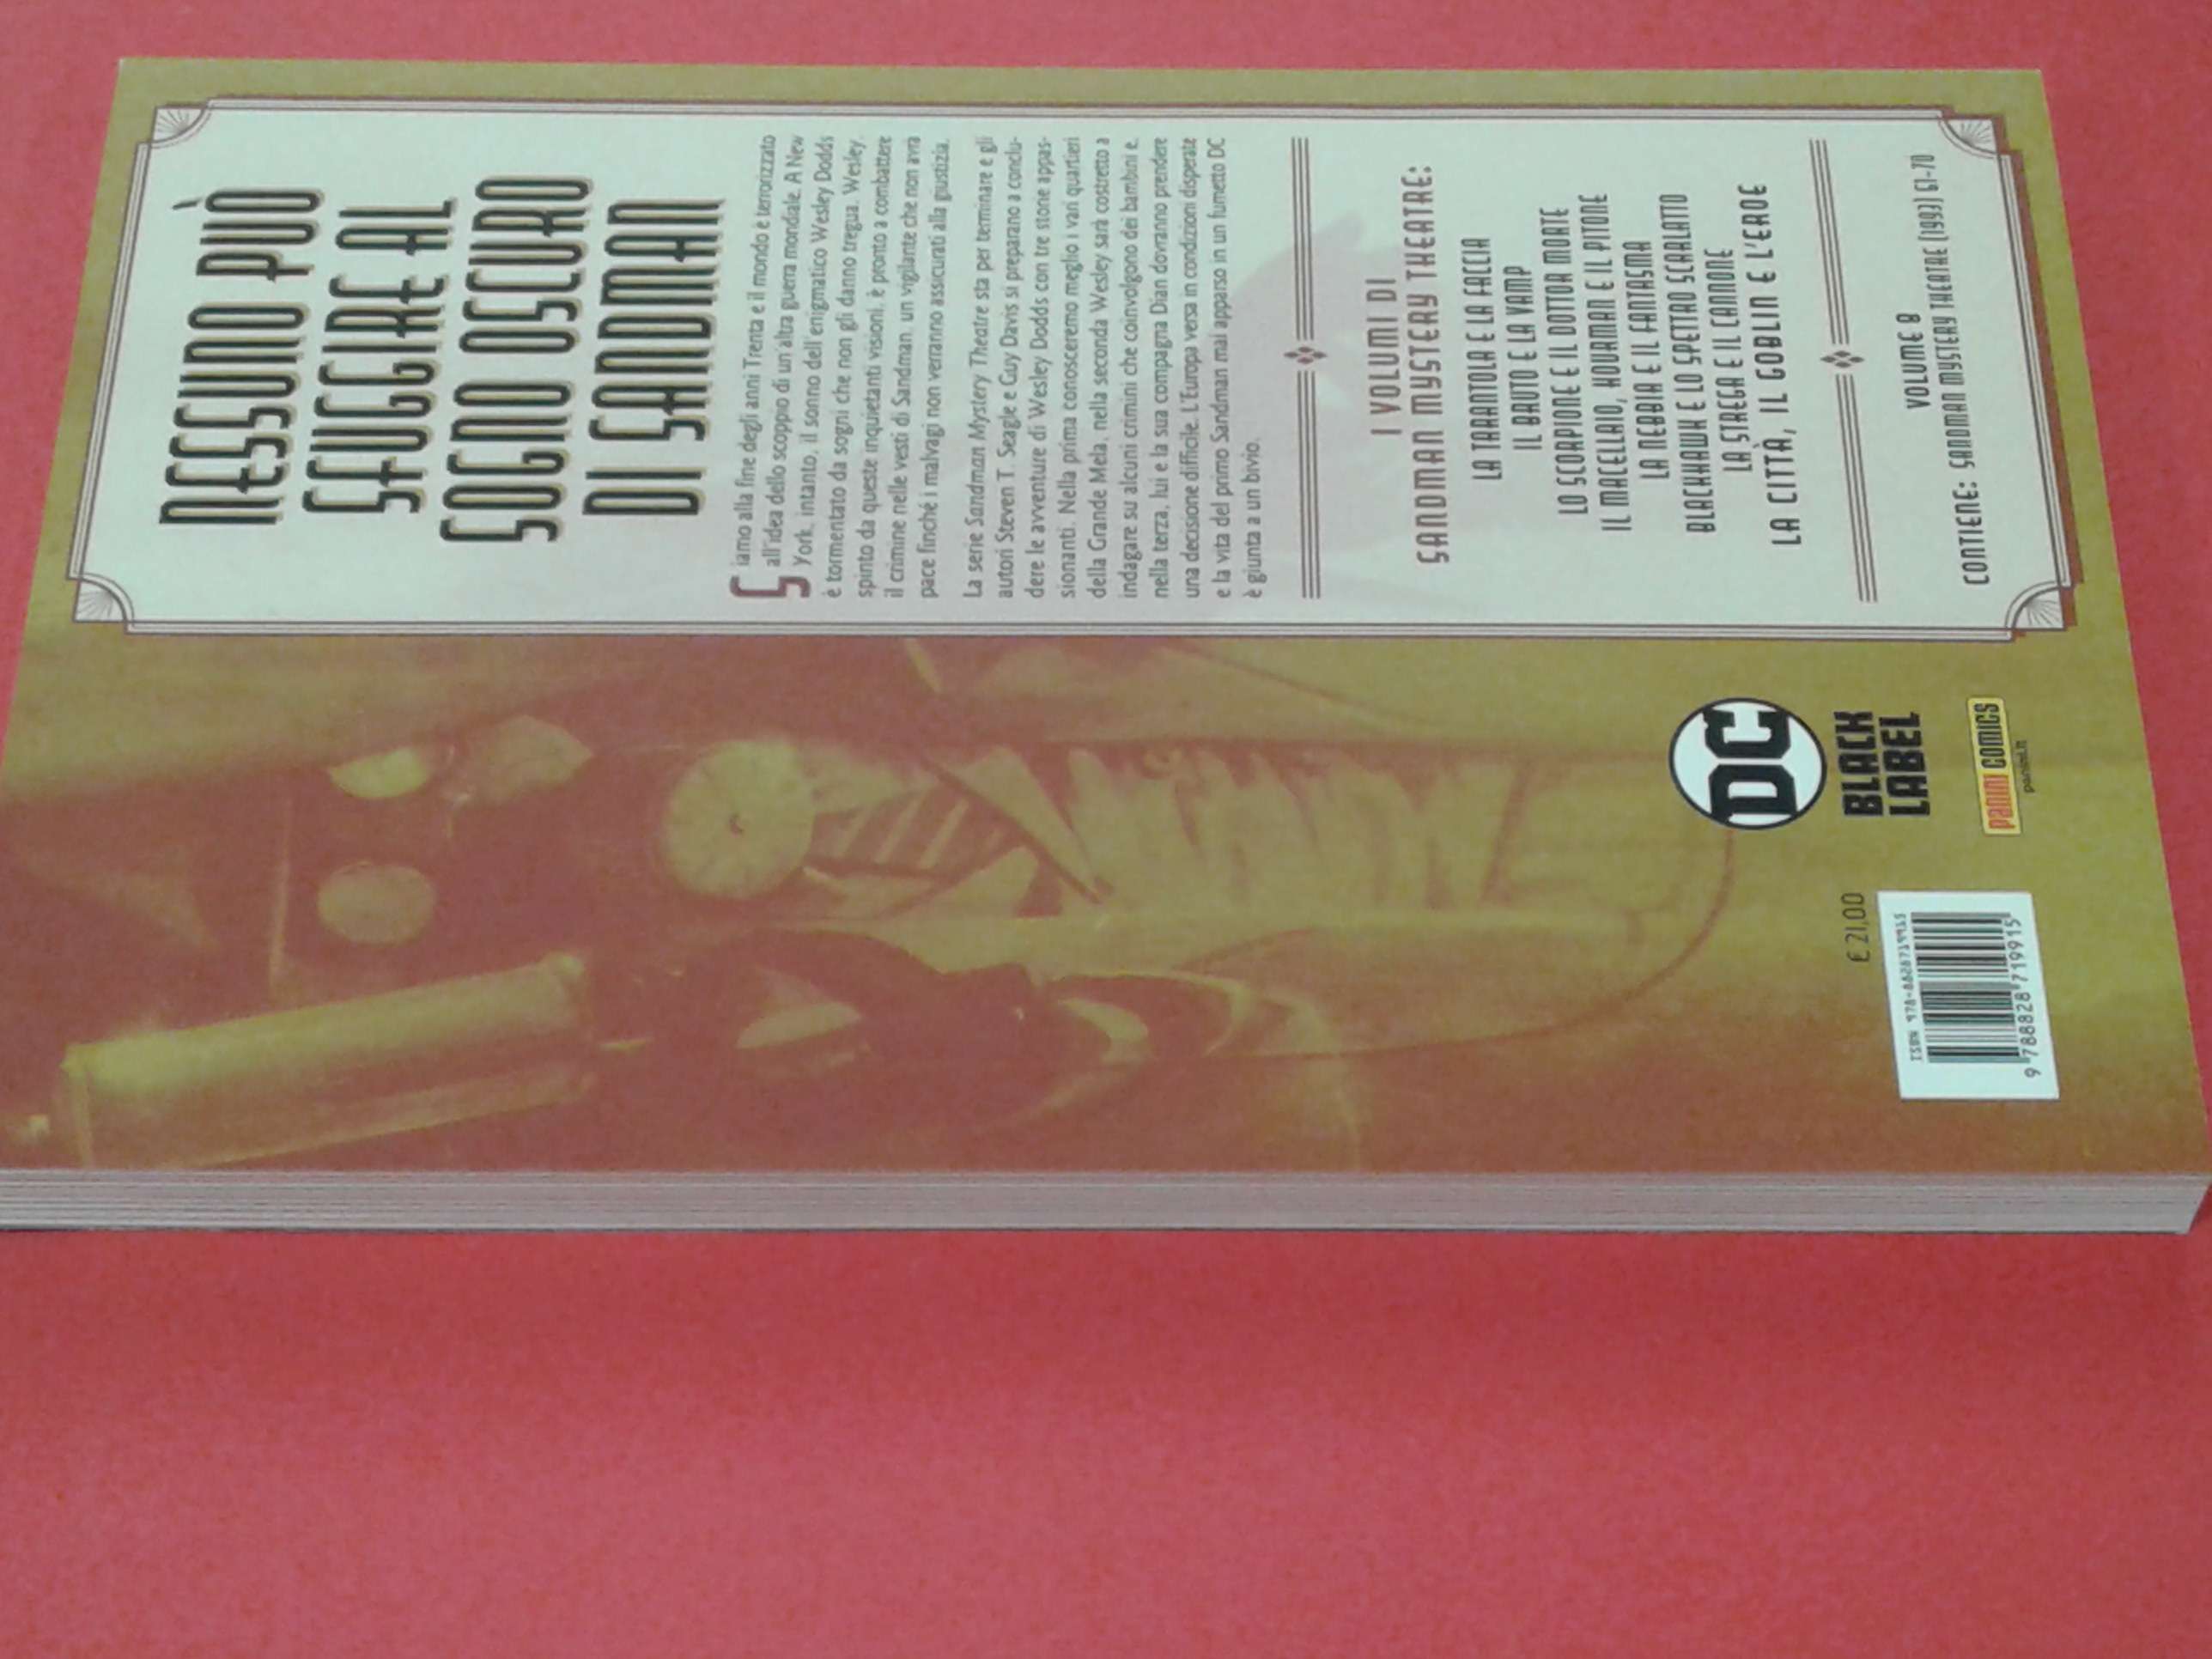 NESSUNO PUÒ
SFUGGIRE AL
SOGNO OSCURO
DI SANDMAN
Siamo alla fine degli anni Trenta e il mondo è terrorizzato
all'idea dello scoppio di un'altra guerra mondiale. A New
York, intanto, il sonno dell'enigmatico Wesley Dodds
è tormentato da sogni che non gli danno tregua. Wesley,
spinto da queste inquietanti visioni, è pronto a combattere
il crimine nelle vesti di Sandman, un vigilante che non avrà
pace finché i malvagi non verranno assicurati alla giustizia.
La serie Sandman Mystery Theatre sta per terminare e gli
autori Steven T. Seagle e Guy Davis si preparano a conclu-
dere le avventure di Wesley Dodds con tre storie appas-
sionanti. Nella prima conosceremo meglio i vari quartieri
della Grande Mela, nella seconda Wesley sarà costretto a
indagare su alcuni crimini che coinvolgono dei bambini e,
nella terza, lui e la sua compagna Dian dovranno prendere
una decisione difficile. L'Europa versa in condizioni disperate
e la vita del primo Sandman mai apparso in un fumetto DC
è giunta a un bivio.
I VOLUMI DI
SANDMAN MYSTERY THEATRE:
LA TARANTOLA E LA FACCIA
IL BRUTO E LA VAMP
LO SCORPIONE E IL DOTTOR MORTE
IL MACELLAIO, HOURMAN E IL PITONE
LA NEBBIA E IL FANTASMA
BLACKHAWK E LO SPETTRO SCARLATTO
LA STREGA E IL CANNONE
LA CITTÀ, IL GOBLIN E L'EROE
VOLUME 8
CONTIENE: SANDMAN MYSTERY THEATRE (1993) 61-70
DC
BLACK
LABEL
PANINI COMICS
panini.it
€ 21,00
ISBN 978-8828719915
9 788828 719915